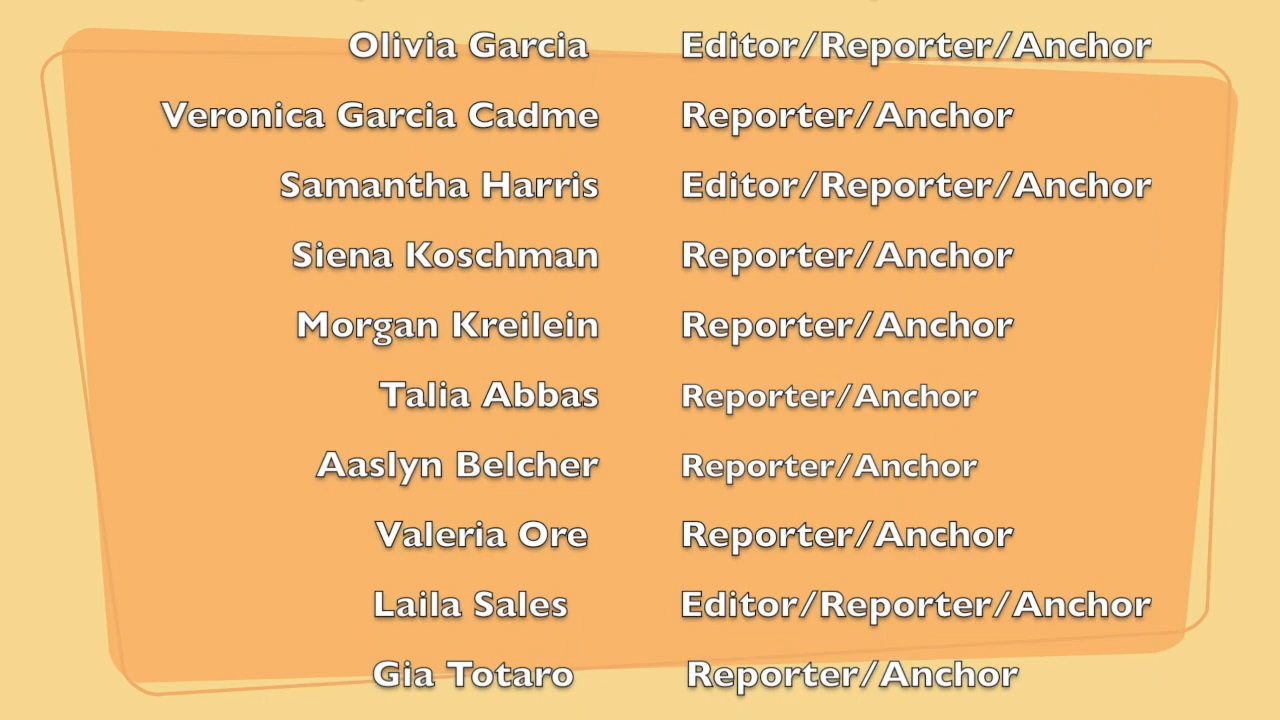 Olivia Garcia Editor/Reporter/Anchor
Veronica Garcia Cadme Reporter/Anchor
Samantha Harris Editor/Reporter/Anchor
Siena Koschman Reporter/Anchor
Morgan Kreilein Reporter/Anchor
Talia Abbas Reporter/Anchor
Aaslyn Belcher Reporter/Anchor
Valeria Ore Reporter/Anchor
Laila Sales Editor/Reporter/Anchor
Gia Totaro Reporter/Anchor